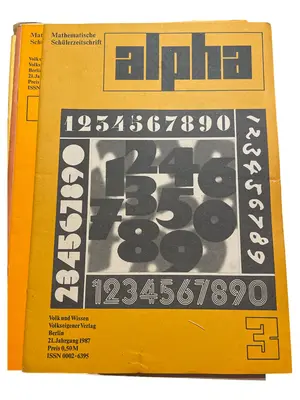 Mathematische
Schülerzeitschrift
alpha
1234567890
1234567890
1234567890
1234567890
1234567890
Volk und Wissen
Volkseigener Verlag
Berlin
21. Jahrgang 1987
Preis 0,50 M
ISSN 0002-6395
3